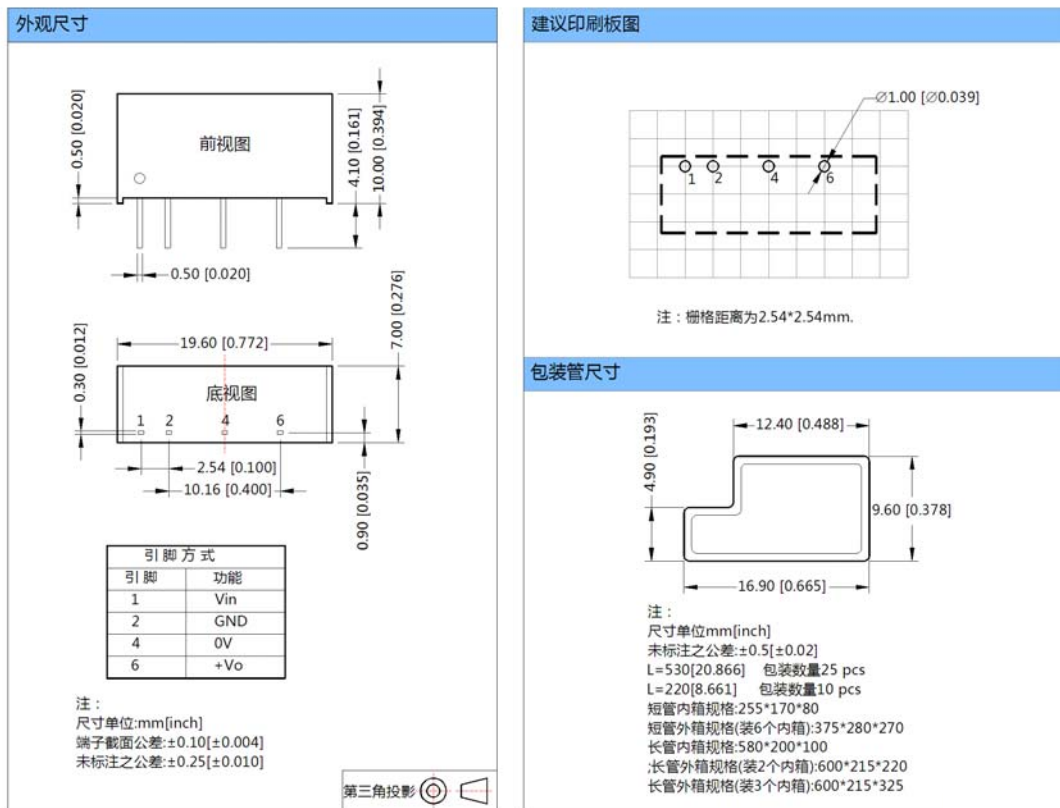 外观尺寸
0.50 [0.020]
前视图
4.10 [0.161]
10.00 [0.394]
0.50 [0.020]
0.30 [0.012]
19.60 [0.772]
7.00 [0.276]
底视图
1 2 4 6
2.54 [0.100]
10.16 [0.400]
0.90 [0.035]
引脚方式
引脚 功能
1 Vin
2 GND
4 0V
6 +Vo
注：
尺寸单位:mm[inch]
端子截面公差:±0.10[±0.004]
未标注之公差:±0.25[±0.010]
第三角投影
建议印刷板图
∅1.00 [∅0.039]
1 2 4 6
注：栅格距离为2.54*2.54mm.
包装管尺寸
12.40 [0.488]
4.90 [0.193]
9.60 [0.378]
16.90 [0.665]
注：
尺寸单位mm[inch]
未标注之公差:±0.5[±0.02]
L=530[20.866] 包装数量25 pcs
L=220[8.661] 包装数量10 pcs
短管内箱规格:255*170*80
短管外箱规格(装6个内箱):375*280*270
长管内箱规格:580*200*100
;长管外箱规格(装2个内箱):600*215*220
长管外箱规格(装3个内箱):600*215*325